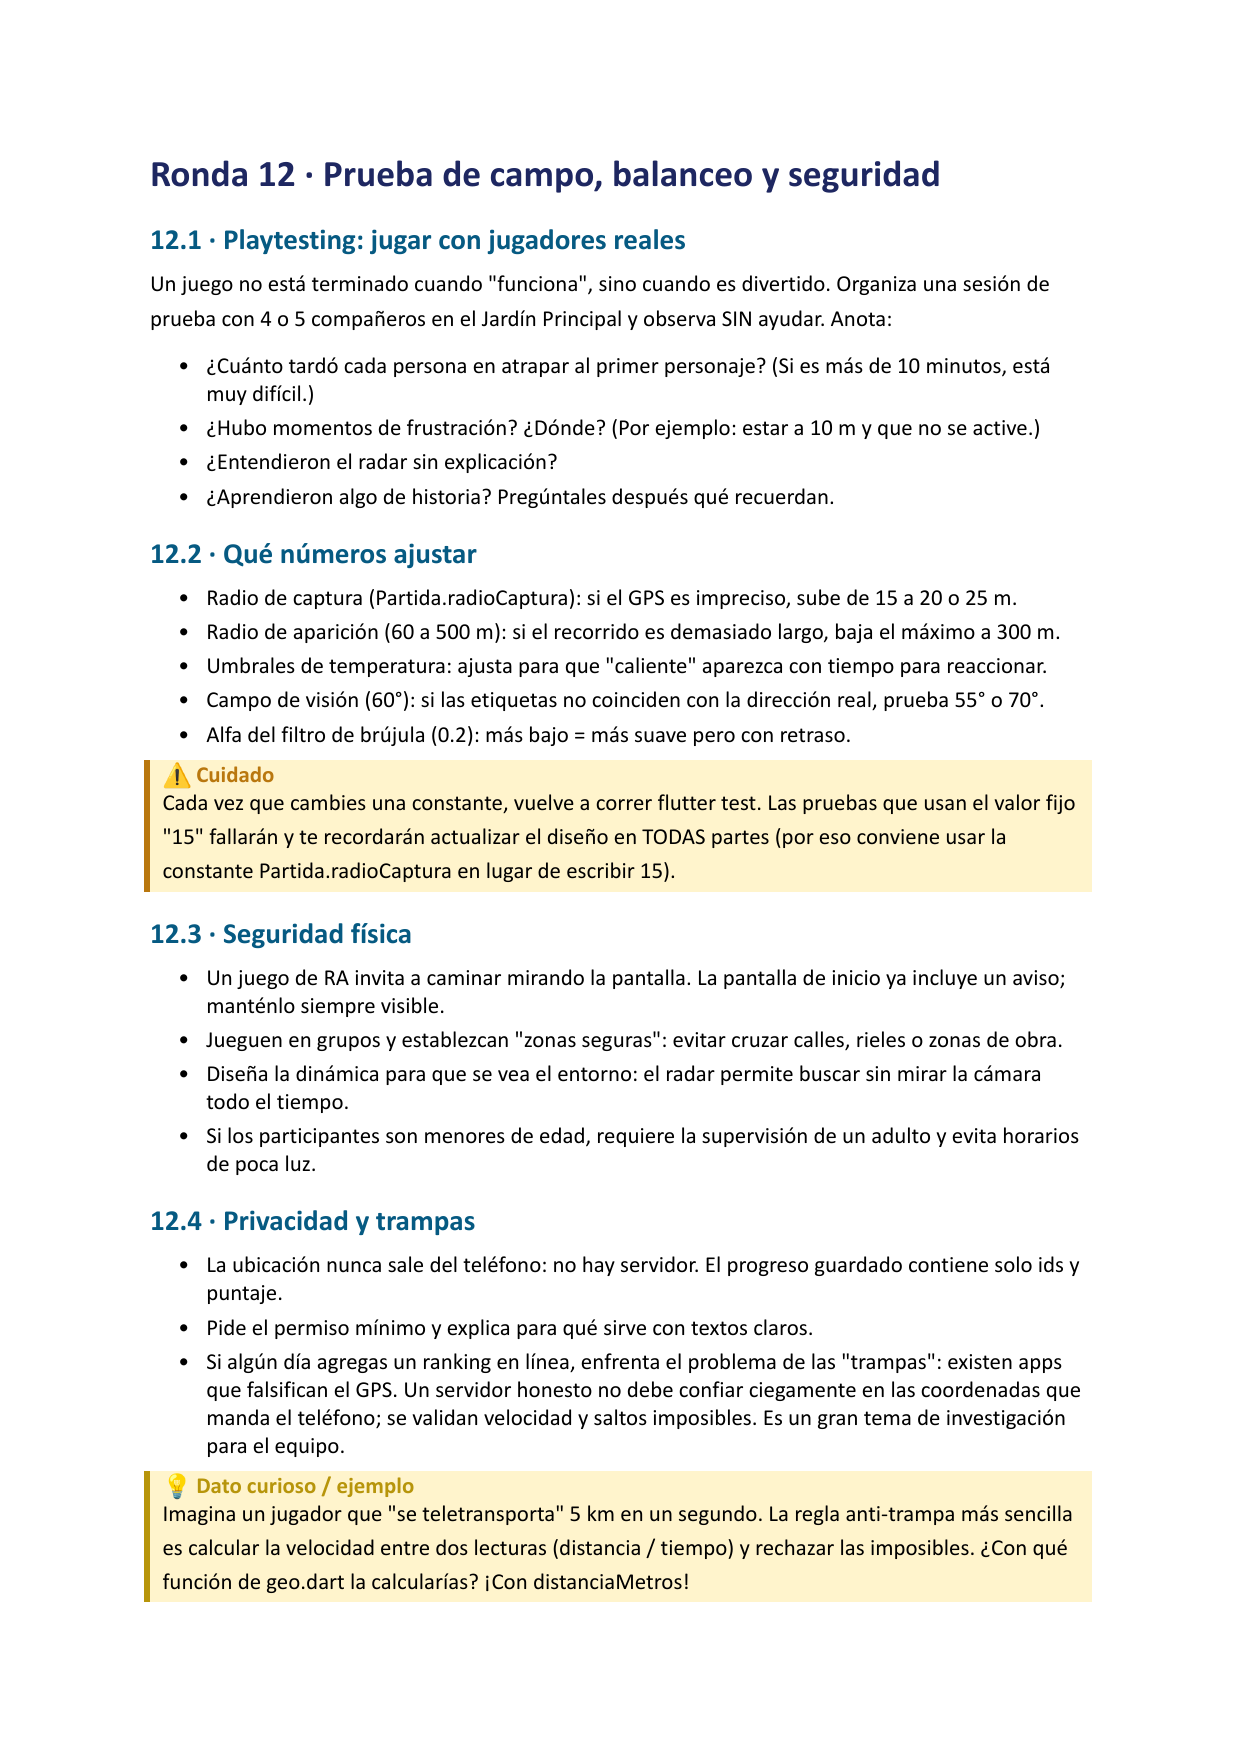 Ronda 12 · Prueba de campo, balanceo y seguridad
12.1 · Playtesting: jugar con jugadores reales
Un juego no está terminado cuando "funciona", sino cuando es divertido. Organiza una sesión de
prueba con 4 o 5 compañeros en el Jardín Principal y observa SIN ayudar. Anota:
• ¿Cuánto tardó cada persona en atrapar al primer personaje? (Si es más de 10 minutos, está
muy difícil.)
• ¿Hubo momentos de frustración? ¿Dónde? (Por ejemplo: estar a 10 m y que no se active.)
• ¿Entendieron el radar sin explicación?
• ¿Aprendieron algo de historia? Pregúntales después qué recuerdan.
12.2 · Qué números ajustar
• Radio de captura (Partida.radioCaptura): si el GPS es impreciso, sube de 15 a 20 o 25 m.
• Radio de aparición (60 a 500 m): si el recorrido es demasiado largo, baja el máximo a 300 m.
• Umbrales de temperatura: ajusta para que "caliente" aparezca con tiempo para reaccionar.
• Campo de visión (60°): si las etiquetas no coinciden con la dirección real, prueba 55° o 70°.
• Alfa del filtro de brújula (0.2): más bajo = más suave pero con retraso.
⚠️ Cuidado
Cada vez que cambies una constante, vuelve a correr flutter test. Las pruebas que usan el valor fijo
"15" fallarán y te recordarán actualizar el diseño en TODAS partes (por eso conviene usar la
constante Partida.radioCaptura en lugar de escribir 15).
12.3 · Seguridad física
• Un juego de RA invita a caminar mirando la pantalla. La pantalla de inicio ya incluye un aviso;
manténlo siempre visible.
• Jueguen en grupos y establezcan "zonas seguras": evitar cruzar calles, rieles o zonas de obra.
• Diseña la dinámica para que se vea el entorno: el radar permite buscar sin mirar la cámara
todo el tiempo.
• Si los participantes son menores de edad, requiere la supervisión de un adulto y evita horarios
de poca luz.
12.4 · Privacidad y trampas
• La ubicación nunca sale del teléfono: no hay servidor. El progreso guardado contiene solo ids y
puntaje.
• Pide el permiso mínimo y explica para qué sirve con textos claros.
• Si algún día agregas un ranking en línea, enfrenta el problema de las "trampas": existen apps
que falsifican el GPS. Un servidor honesto no debe confiar ciegamente en las coordenadas que
manda el teléfono; se validan velocidad y saltos imposibles. Es un gran tema de investigación
para el equipo.
💡 Dato curioso / ejemplo
Imagina un jugador que "se teletransporta" 5 km en un segundo. La regla anti-trampa más sencilla
es calcular la velocidad entre dos lecturas (distancia / tiempo) y rechazar las imposibles. ¿Con qué
función de geo.dart la calcularías? ¡Con distanciaMetros!